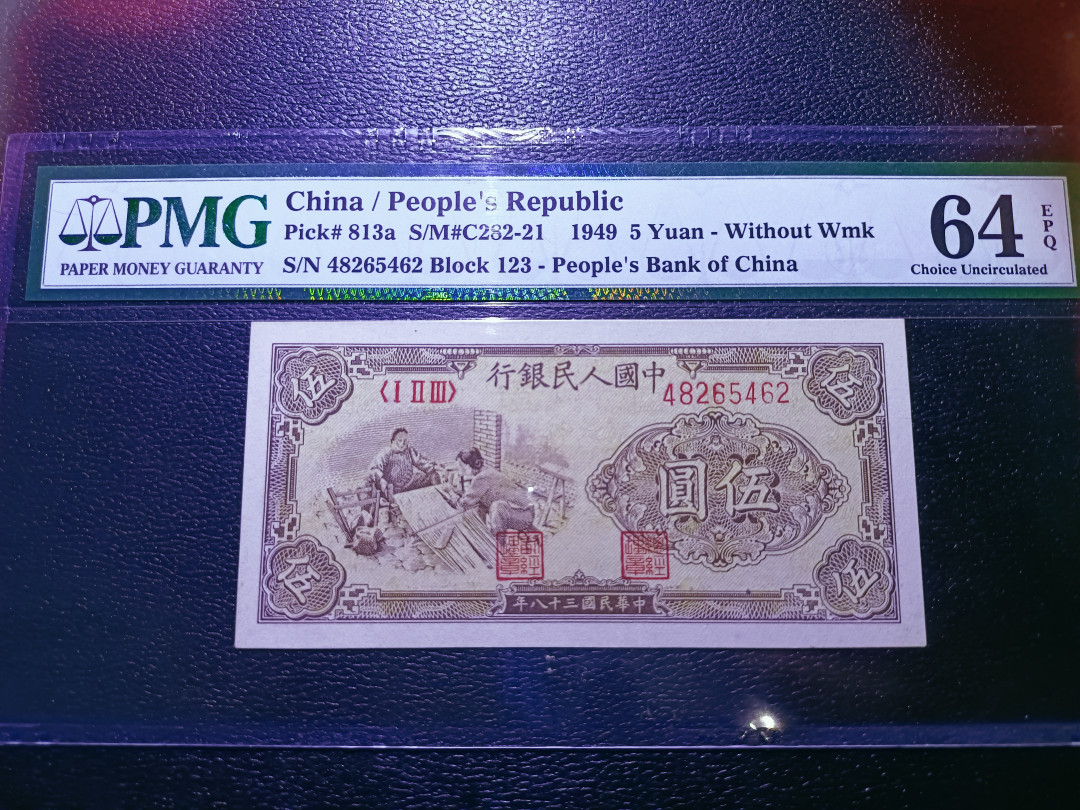 PMG
PAPER MONEY GUARANTY
China / People's Republic
Pick# 813a S/M#C282-21 1949 5 Yuan - Without Wmk
S/N 48265462 Block 123 - People's Bank of China
64
EPQ
Choice Uncirculated
PMG
行銀民人國中
〈I II III〉
48265462
伍
伍
圓伍
伍
伍
年八十三國民華中